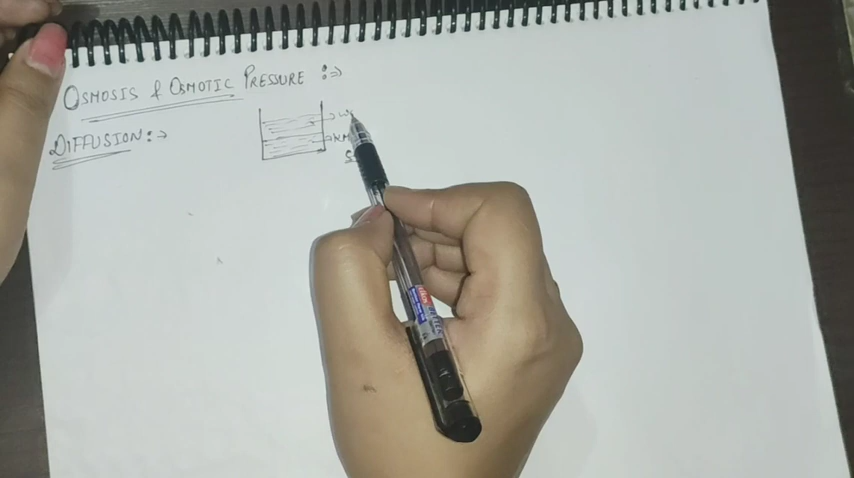 OSMOSIS & OSMOTIC PRESSURE :→
DIFFUSION :→